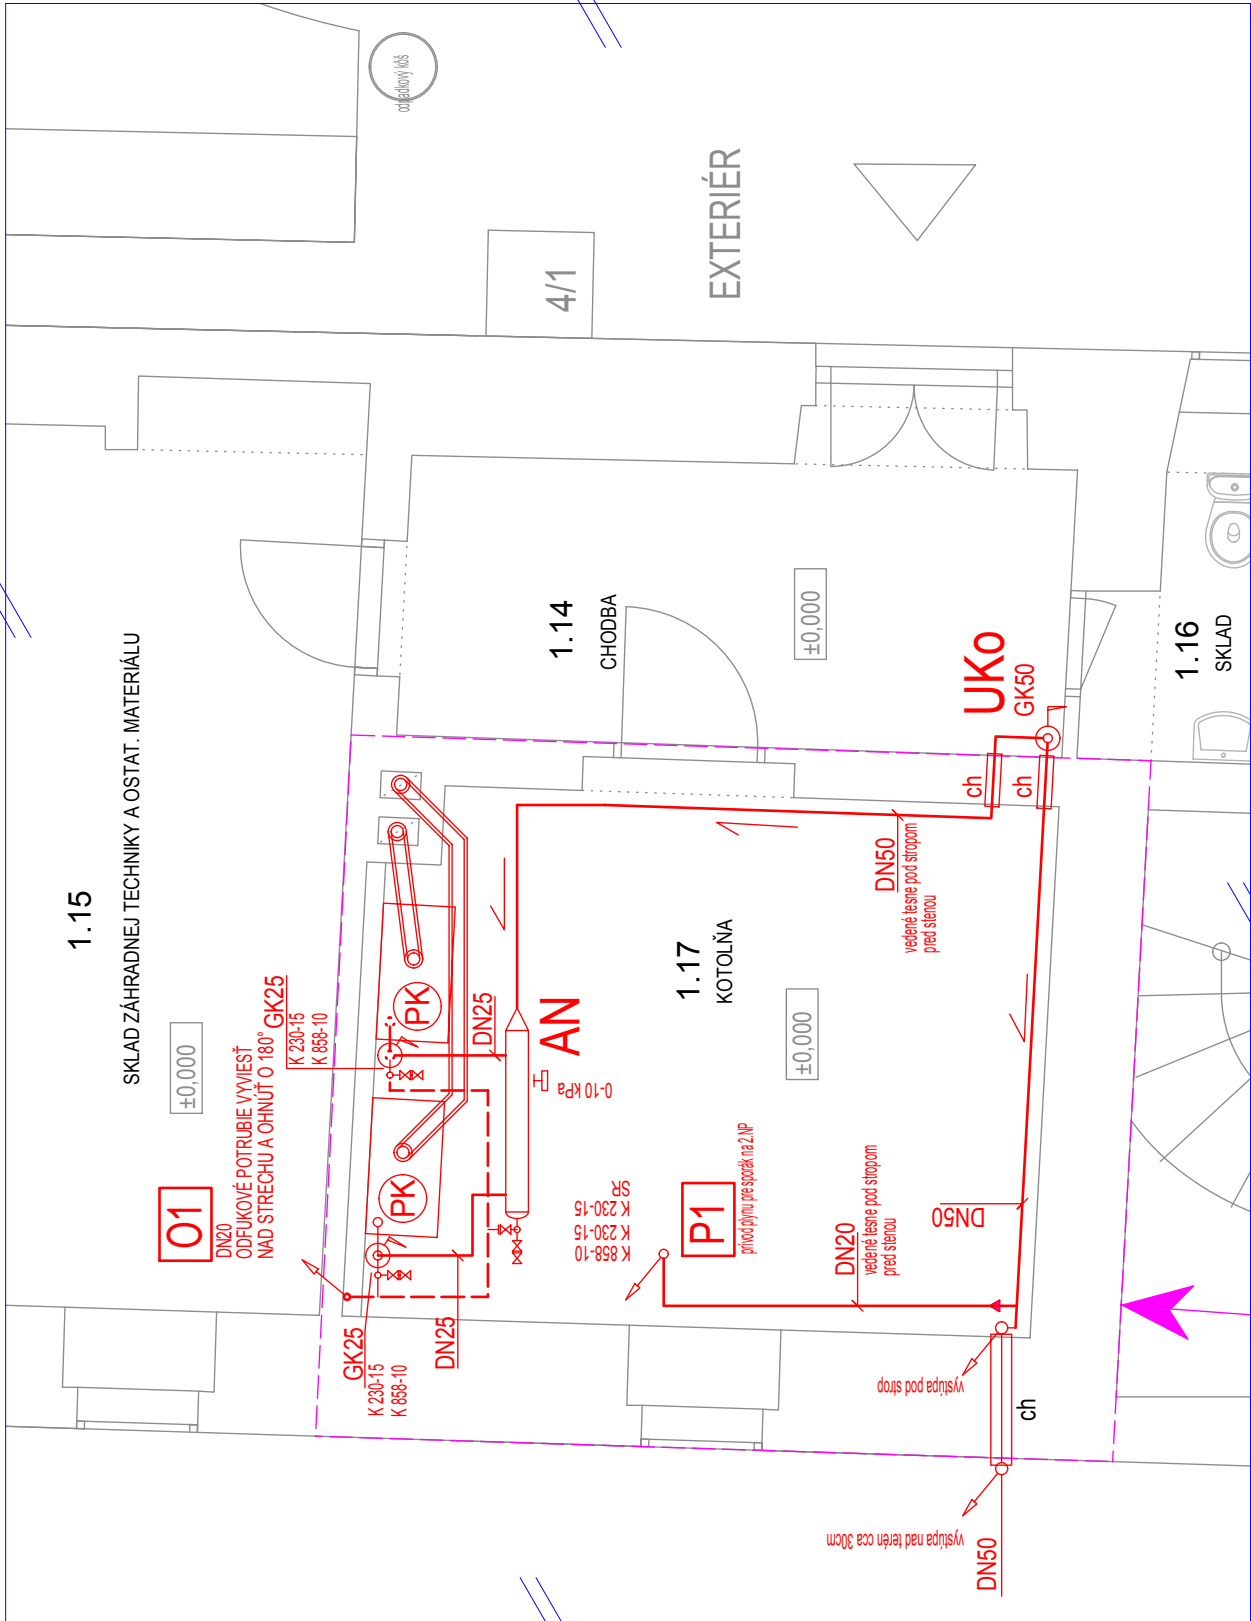 odpadkový kôš
EXTERIÉR
4/1
1.15
SKLAD ZÁHRADNEJ TECHNIKY A OSTAT. MATERIÁLU
±0,000
1.14
CHODBA
±0,000
1.16
SKLAD
UKo
GK50
ch
ch
DN50
vedené tesne pod stropom
pred stenou
1.17
KOTOLŇA
±0,000
O1
DN20
ODFUKOVÉ POTRUBIE VYVIESŤ
NAD STRECHU A OHNÚŤ O 180°
GK25
K 230-15
K 858-10
PK
PK
DN25
AN
0-10 kPa
SR
K 230-15
K 230-15
K 858-10
P1
prívod plynu pre sporák na 2.NP
DN20
vedené tesne pod stropom
pred stenou
DN50
GK25
K 230-15
K 858-10
DN25
vystúpa pod strop
ch
vystúpa nad terén cca 30cm
DN50